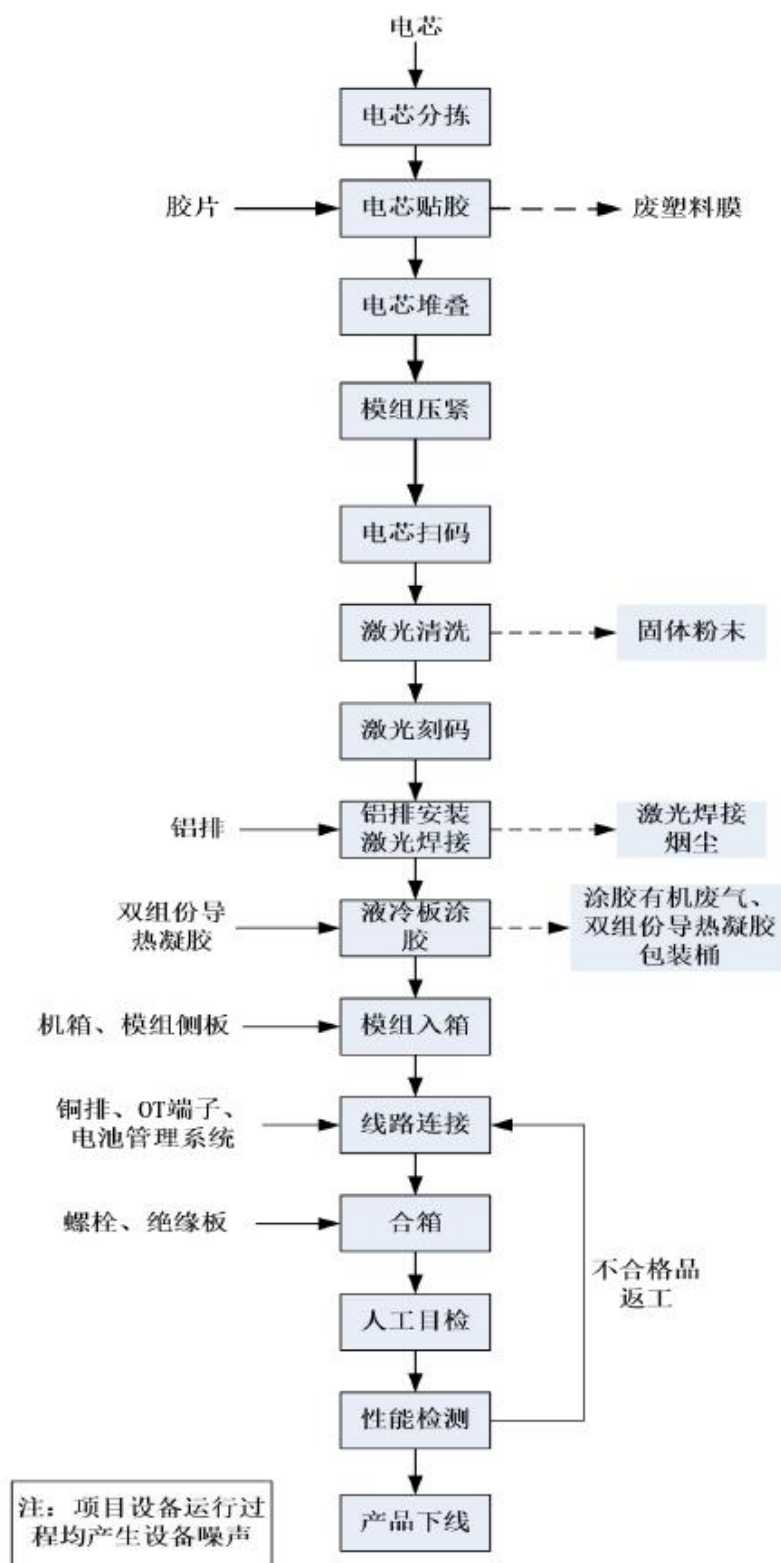 电芯
电芯分拣
胶片
电芯贴胶
废塑料膜
电芯堆叠
模组压紧
电芯扫码
激光清洗
固体粉末
激光刻码
铝排
铝排安装
激光焊接
激光焊接
烟尘
双组份导
热凝胶
液冷板涂
胶
涂胶有机废气、
双组份导热凝胶
包装桶
机箱、模组侧板
模组入箱
铜排、OT端子、
电池管理系统
线路连接
螺栓、绝缘板
合箱
不合格品
返工
人工目检
性能检测
注：项目设备运行过
程均产生设备噪声
产品下线